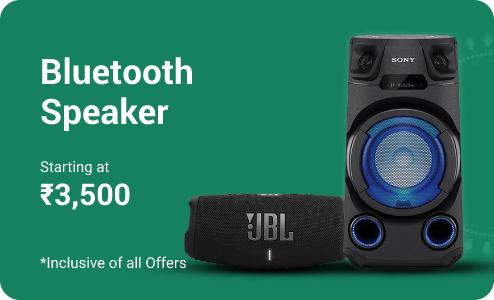 Bluetooth
Speaker
Starting at
₹3,500
*Inclusive of all Offers
SONY
JBL